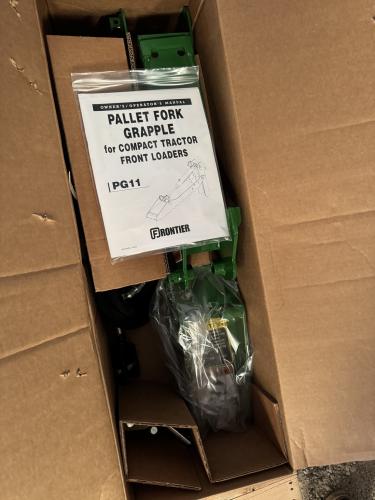 OWNER'S/OPERATOR'S MANUAL
PALLET FORK
GRAPPLE
for COMPACT TRACTOR
FRONT LOADERS
PG11
FRONTIER